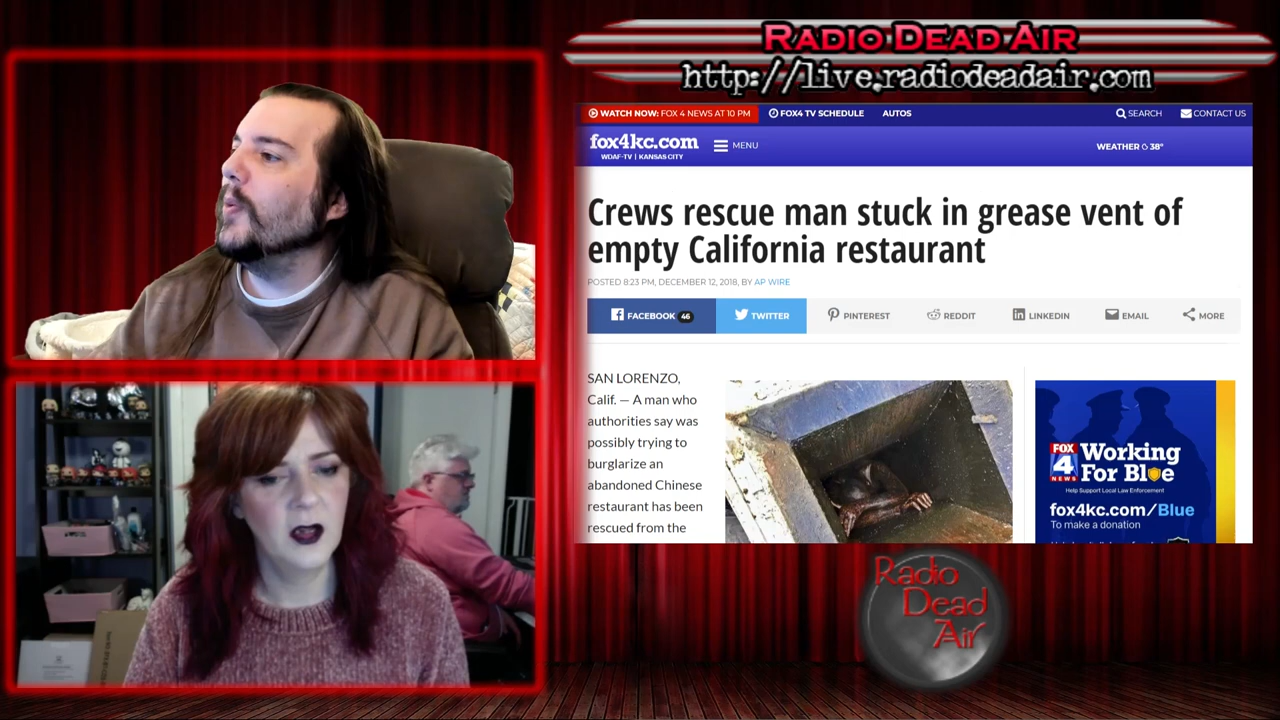 Radio Dead Air
http://live.radiodeadair.com
WATCH NOW: FOX 4 NEWS AT 10 PM FOX4 TV SCHEDULE AUTOS SEARCH CONTACT US
fox4kc.com MENU
WDAF-TV | KANSAS CITY
WEATHER 38°
Crews rescue man stuck in grease vent of
empty California restaurant
POSTED 8:23 PM, DECEMBER 12, 2018, BY AP WIRE
FACEBOOK 46 TWITTER PINTEREST REDDIT LINKEDIN EMAIL MORE
SAN LORENZO,
Calif. — A man who
authorities say was
possibly trying to
burglarize an
abandoned Chinese
restaurant has been
rescued from the
FOX
4
NEWS
Working
For Blue
Help Support Local Law Enforcement
fox4kc.com/Blue
To make a donation
Radio
Dead
Air